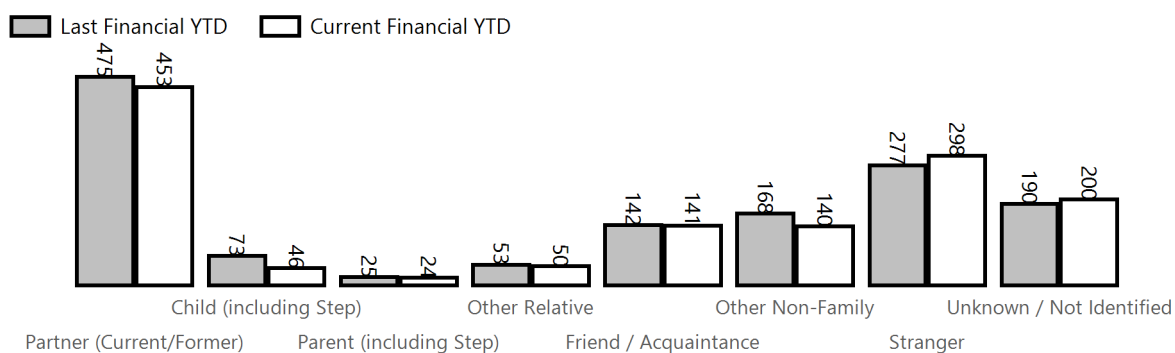 Last Financial YTD
Current Financial YTD
475
453
73
46
25
24
53
50
142
141
168
140
277
298
190
200
Child (including Step)
Other Relative
Other Non-Family
Unknown / Not Identified
Partner (Current/Former)
Parent (including Step)
Friend / Acquaintance
Stranger